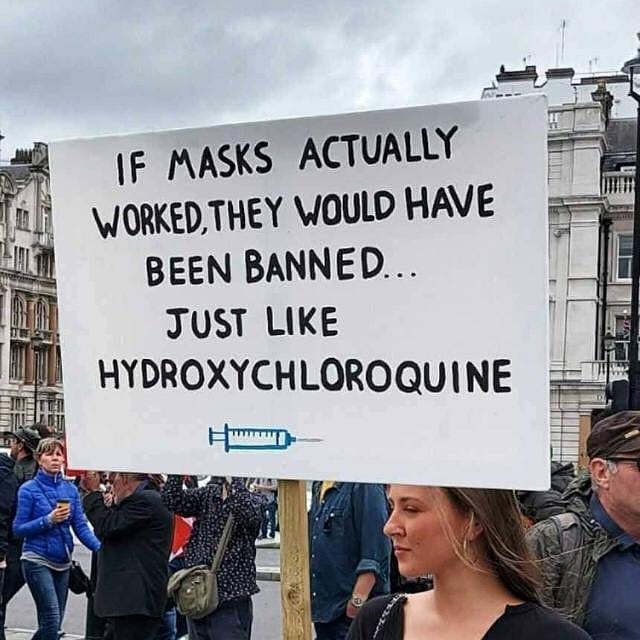 IF MASKS ACTUALLY
WORKED, THEY WOULD HAVE
BEEN BANNED...
JUST LIKE
HYDROXYCHLOROQUINE